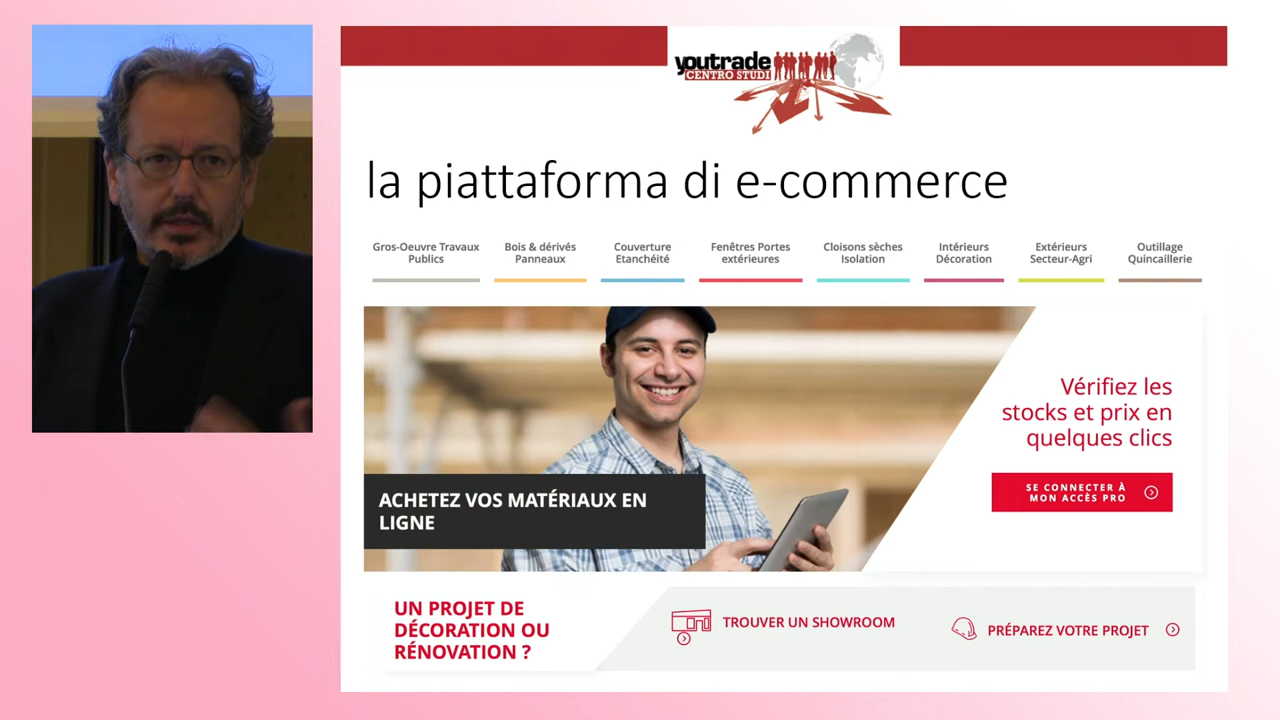 youtrade
CENTRO STUDI
la piattaforma di e-commerce
Gros-Oeuvre Travaux
Publics
Bois & dérivés
Panneaux
Couverture
Etanchéité
Fenêtres Portes
extérieures
Cloisons sèches
Isolation
Intérieurs
Décoration
Extérieurs
Secteur-Agri
Outillage
Quincaillerie
Vérifiez les
stocks et prix en
quelques clics
SE CONNECTER À
MON ACCÈS PRO
ACHETEZ VOS MATÉRIAUX EN
LIGNE
UN PROJET DE
DÉCORATION OU
RÉNOVATION ?
TROUVER UN SHOWROOM
PRÉPAREZ VOTRE PROJET